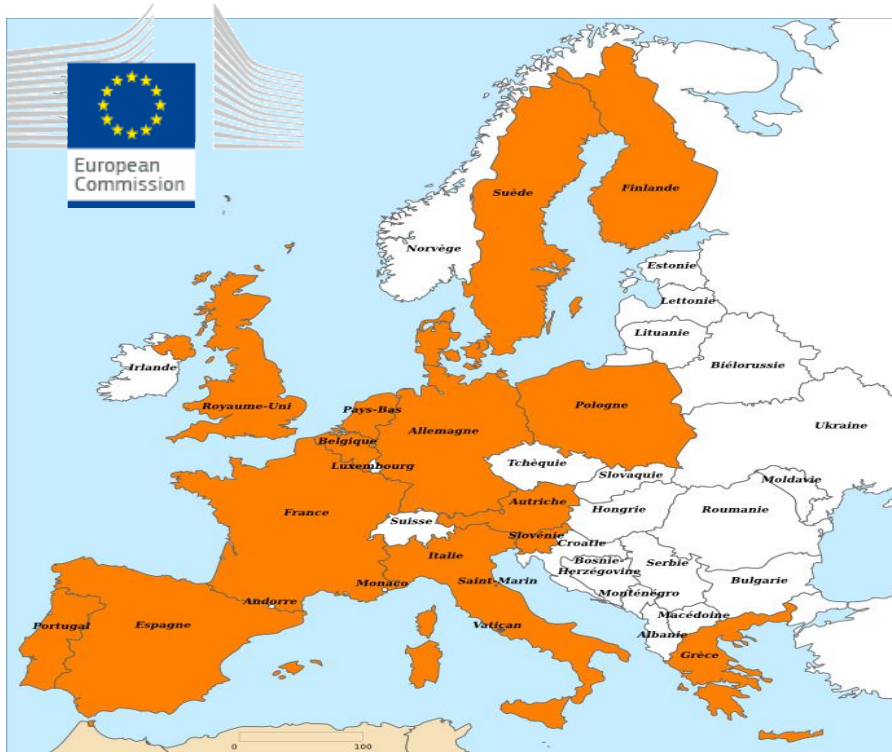 European
Commission
Suède
Finlande
Norvège
Estonie
Lettonie
Lituanie
Biélorussie
Irlande
Royaume-Uni
Pays-Bas
Allemagne
Pologne
Ukraine
Belgique
Luxembourg
Tchèquie
Slovaquie
Moldavie
France
Autriche
Hongrie
Roumanie
Suisse
Slovénie
Croatie
Italie
Bosnie-
Herzégovine
Serbie
Bulgarie
Monaco
Saint-Marin
Monténégro
Andorre
Macédoine
Portugal
Espagne
Vatican
Albanie
Grèce
0 100